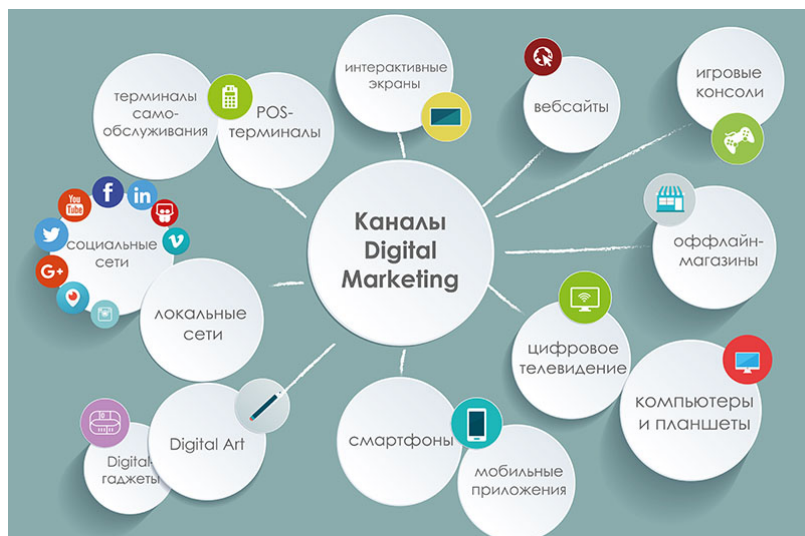 интерактивные
экраны
вебсайты
игровые
консоли
терминалы
само-
обслуживания
POS-
терминалы
Каналы
Digital
Marketing
You
Tube
f
in
G+
социальные
сети
оффлайн-
магазины
локальные
сети
цифровое
телевидение
компьютеры
и планшеты
Digital Art
Digital-
гаджеты
смартфоны
мобильные
приложения